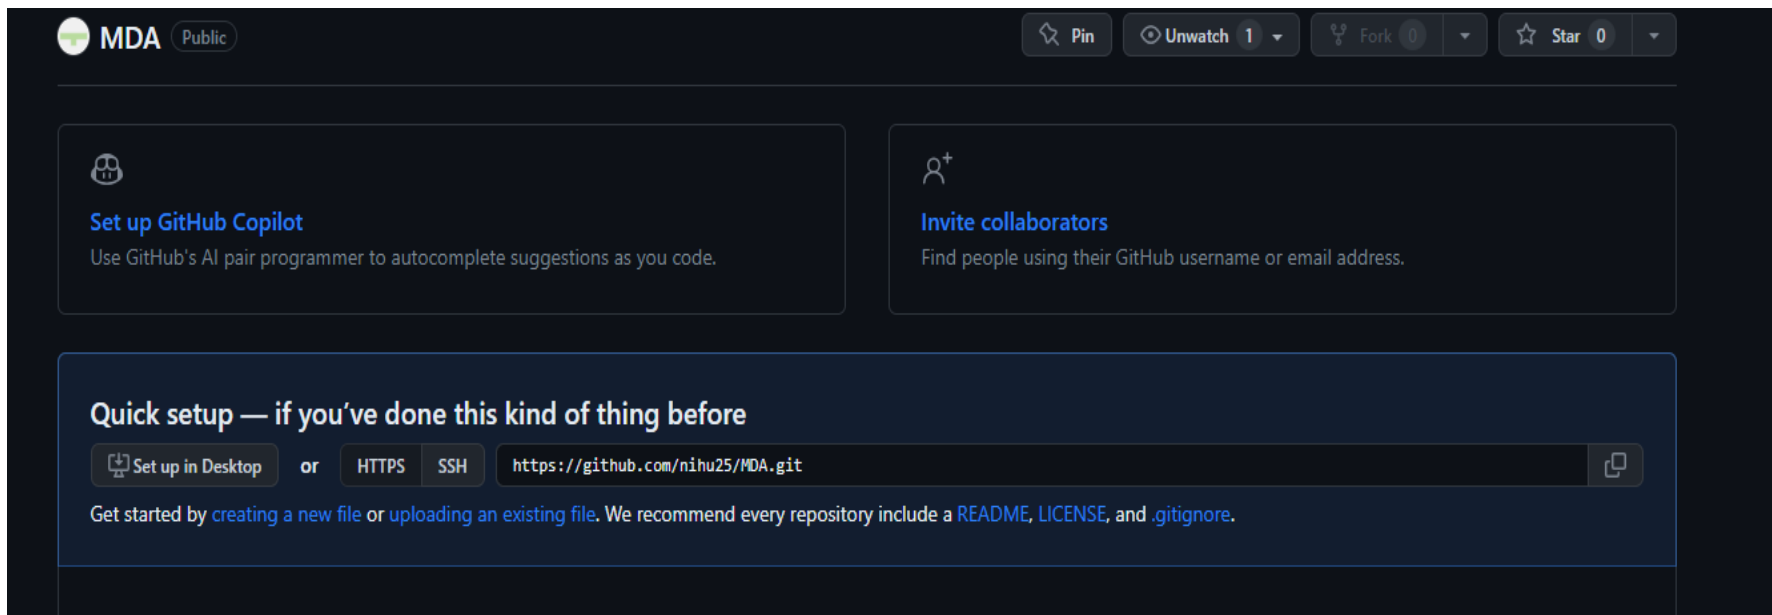 MDA Public Pin Unwatch 1 Fork 0 Star 0
Set up GitHub Copilot
Use GitHub's AI pair programmer to autocomplete suggestions as you code.
Invite collaborators
Find people using their GitHub username or email address.
Quick setup — if you've done this kind of thing before
Set up in Desktop or HTTPS SSH https://github.com/nihu25/MDA.git
Get started by creating a new file or uploading an existing file. We recommend every repository include a README, LICENSE, and .gitignore.